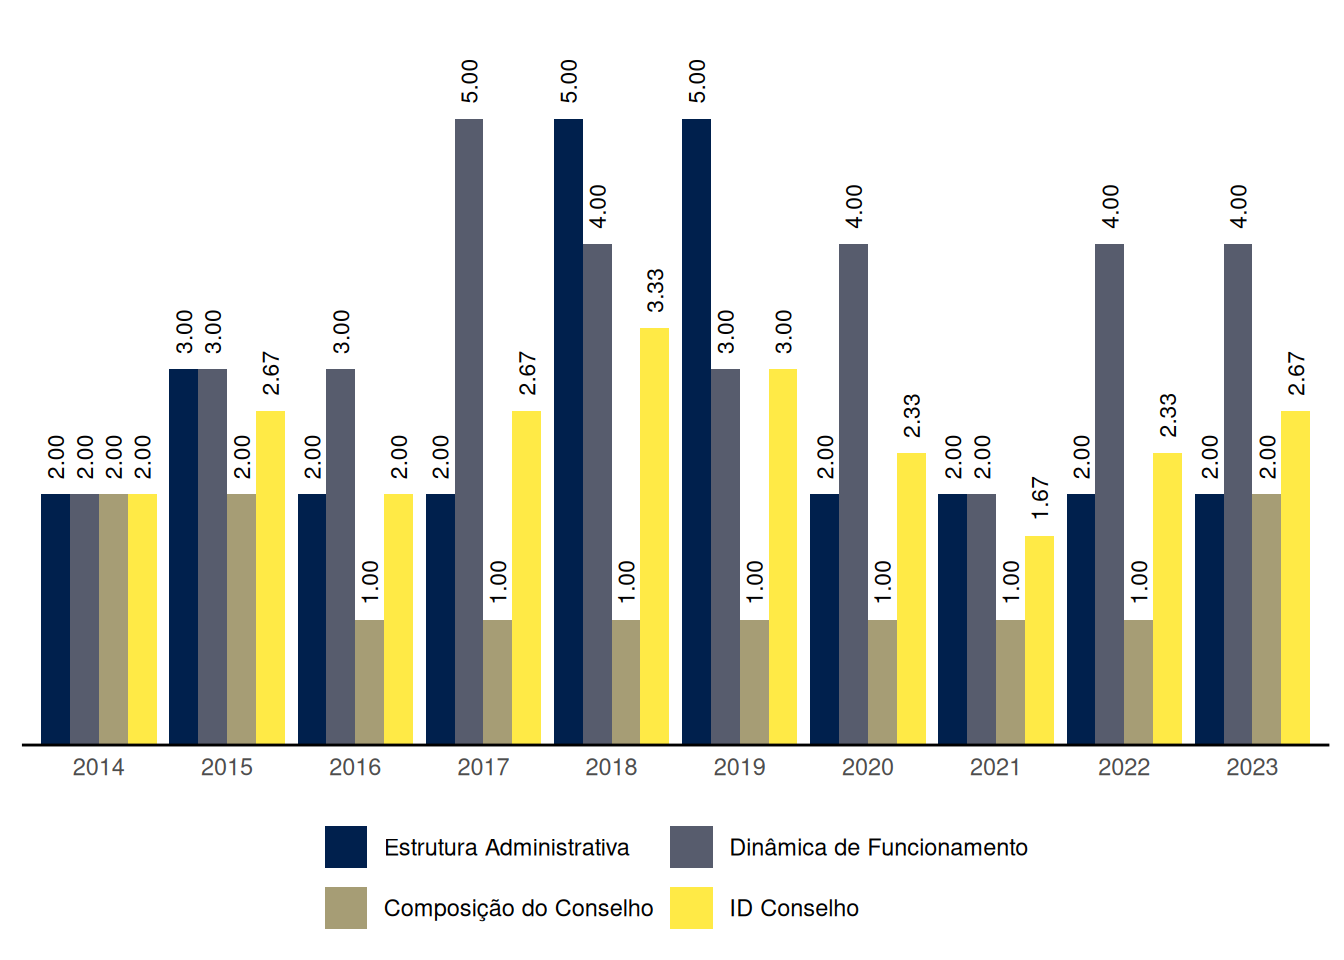 2.00 2.00 2.00 2.00 3.00 3.00 2.00 2.67 2.00 3.00 1.00 2.00 2.00 5.00 1.00 2.67 5.00 4.00 1.00 3.33 5.00 3.00 1.00 3.00 2.00 4.00 1.00 2.33 2.00 2.00 1.00 1.67 2.00 4.00 1.00 2.33 2.00 4.00 2.00 2.67
2014 2015 2016 2017 2018 2019 2020 2021 2022 2023
Estrutura Administrativa Dinâmica de Funcionamento
Composição do Conselho ID Conselho